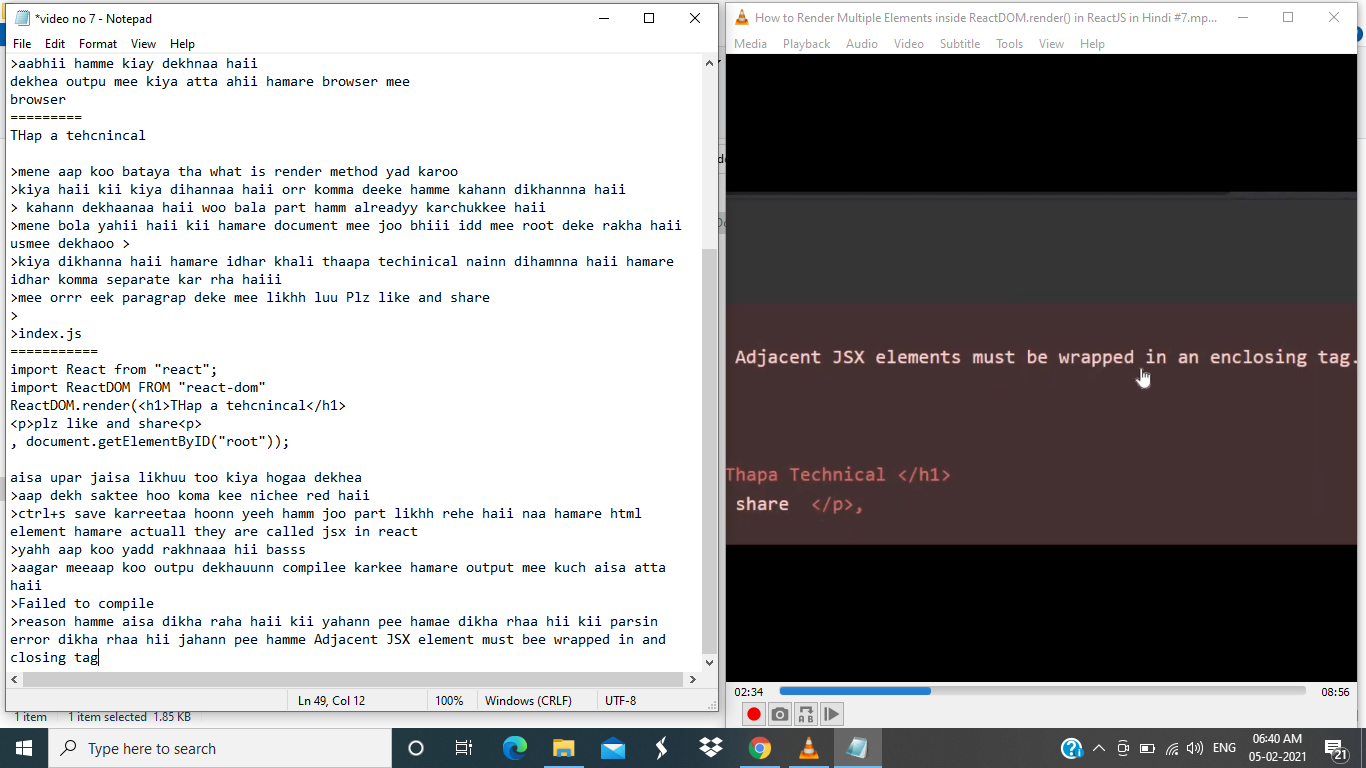 *video no 7 - Notepad
File Edit Format View Help
>aabhii hamme kiay dekhnaa haii
dekhea outpu mee kiya atta ahii hamare browser mee
browser
=========
THap a tehcnincal
>mene aap koo bataya tha what is render method yad karoo
>kiya haii kii kiya dihannaa haii orr komma deeke hamme kahann dikhannna haii
> kahann dekhaanaa haii woo bala part hamm alreadyy karchukkee haii
>mene bola yahii haii kii hamare document mee joo bhiii idd mee root deke rakha haii
usmee dekhaoo >
>kiya dikhanna haii hamare idhar khali thaapa techinical nainn dihamnna haii hamare
idhar komma separate kar rha haiii
>mee orrr eek paragrap deke mee likhh luu Plz like and share
>
>index.js
===========
import React from "react";
import ReactDOM FROM "react-dom"
ReactDOM.render(<h1>THap a tehcnincal</h1>
<p>plz like and share<p>
, document.getElementByID("root"));
aisa upar jaisa likhuu too kiya hogaa dekhea
>aap dekh saktee hoo koma kee nichee red haii
>ctrl+s save karreetaa hoonn yeeh hamm joo part likhh rehe haii naa hamare html
element hamare actuall they are called jsx in react
>yahh aap koo yadd rakhnaaa hii basss
>aagar meeaap koo outpu dekhauunn compilee karkee hamare output mee kuch aisa atta
haii
>Failed to compile
>reason hamme aisa dikha raha haii kii yahann pee hamae dikha rhaa hii kii parsin
error dikha rhaa hii jahann pee hamme Adjacent JSX element must bee wrapped in and
closing tag
Ln 49, Col 12 100% Windows (CRLF) UTF-8
1 item 1 item selected 1.85 KB
How to Render Multiple Elements inside ReactDOM.render() in ReactJS in Hindi #7.mp...
Media Playback Audio Video Subtitle Tools View Help
Adjacent JSX elements must be wrapped in an enclosing tag.
Thapa Technical </h1>
share </p>,
02:34 08:56
Type here to search
ENG
06:40 AM
05-02-2021
21